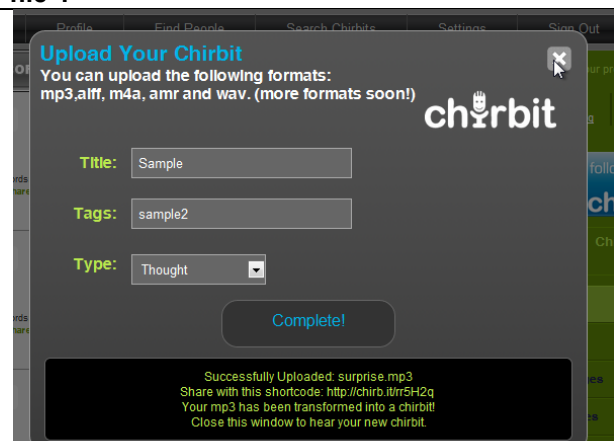 Profile Find People Search Chirbits Settings Sign Out
Upload Your Chirbit
You can upload the following formats:
mp3,aiff, m4a, amr and wav. (more formats soon!)
chirbit
Title: Sample
Tags: sample2
Type: Thought
Complete!
Successfully Uploaded: surprise.mp3
Share with this shortcode: http://chirb.it/rr5H2q
Your mp3 has been transformed into a chirbit!
Close this window to hear your new chirbit.